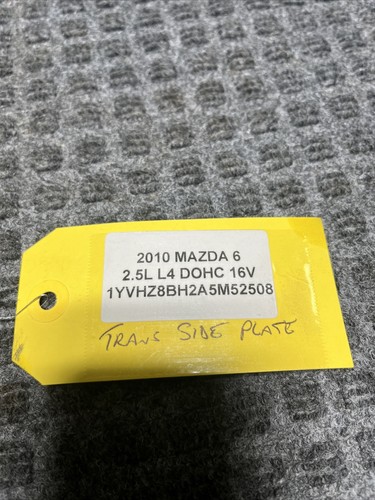 2010 MAZDA 6
2.5L L4 DOHC 16V
1YVHZ8BH2A5M52508
TRANS SIDE PLATE